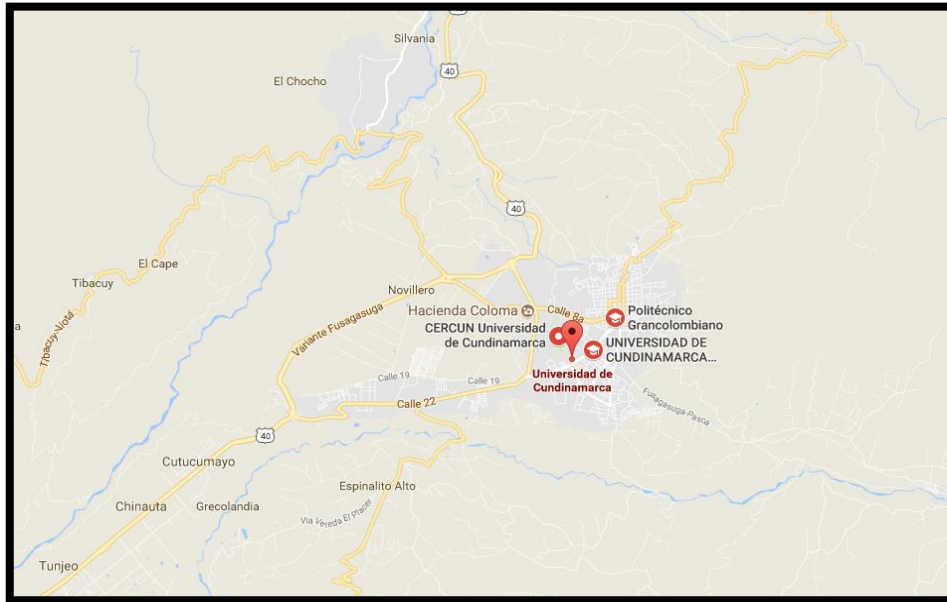 Silvania
40
El Chocho
40
El Cape
Tibacuy
Novillero
Hacienda Coloma
Calle 8a
Politécnico
Grancolombiano
CERCUN Universidad
de Cundinamarca
UNIVERSIDAD DE
CUNDINAMARCA...
Variante Fusagasuga
a
Tibacuy-Viotá
Universidad de
Cundinamarca
Calle 19
Calle 19
Calle 22
Fusagasuga-Pasca
40
Cutucumayo
Espinalito Alto
Chinauta
Grecolandia
Via Vereda El Placer
Tunjeo